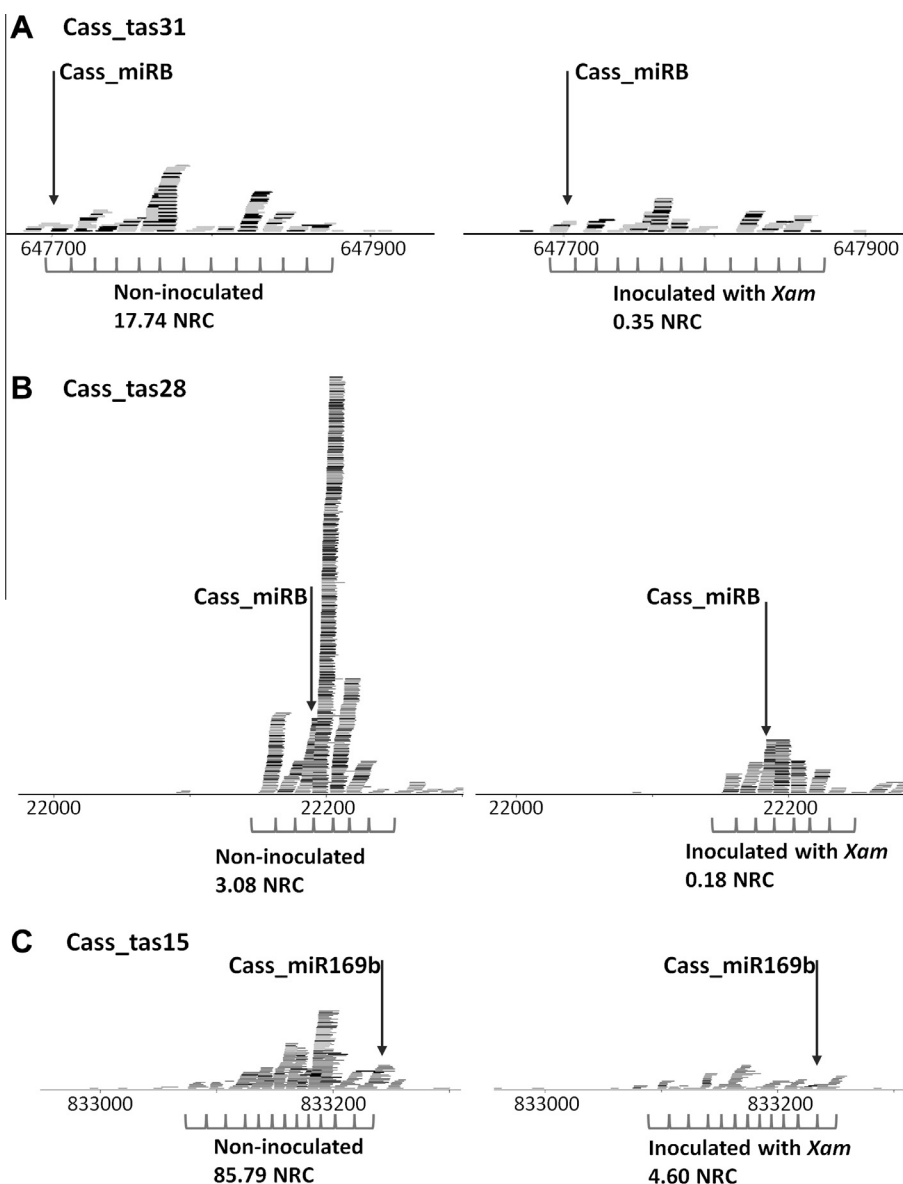 A Cass_tas31
Cass_miRB Cass_miRB
647700 647900 647700 647900
Non-inoculated Inoculated with Xam
17.74 NRC 0.35 NRC
B Cass_tas28
Cass_miRB Cass_miRB
22000 22200 22000 22200
Non-inoculated Inoculated with Xam
3.08 NRC 0.18 NRC
C Cass_tas15
Cass_miR169b Cass_miR169b
833000 833200 833000 833200
Non-inoculated Inoculated with Xam
85.79 NRC 4.60 NRC